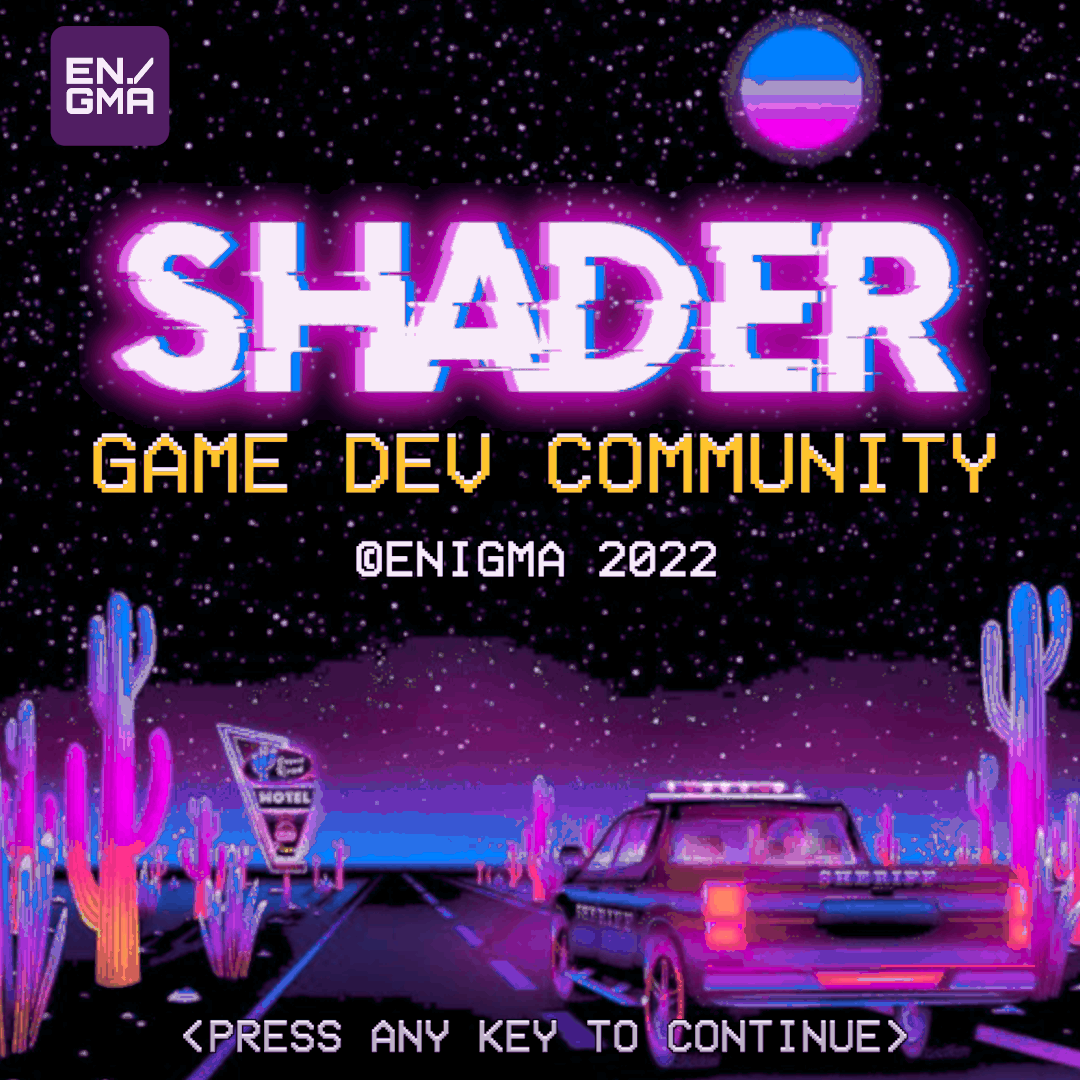 EN./
GMA
SHADER
GAME DEV COMMUNITY
©ENIGMA 2022
MOTEL
SHERIFF
SHERIFF
<PRESS ANY KEY TO CONTINUE>